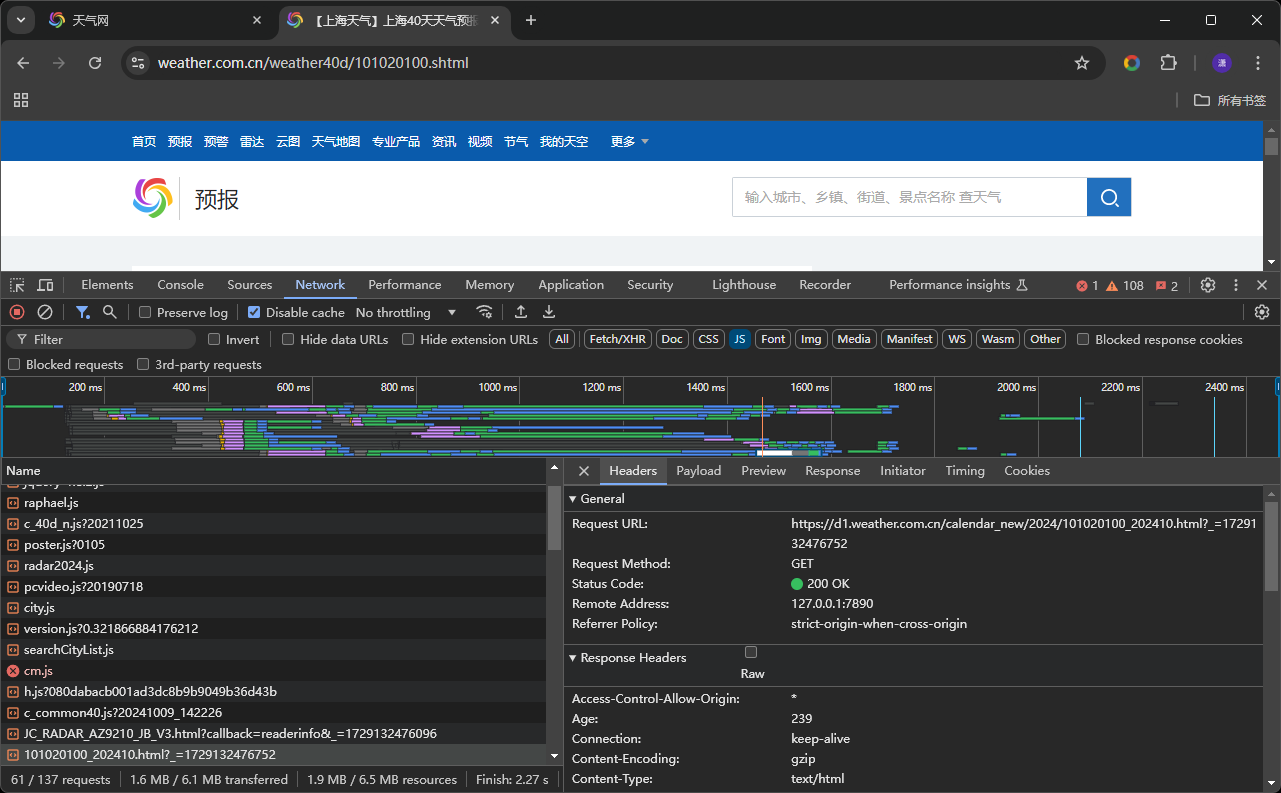 天气网
【上海天气】上海40天天气预报
weather.com.cn/weather40d/101020100.shtml
潇
所有书签
首页 预报 预警 雷达 云图 天气地图 专业产品 资讯 视频 节气 我的天空 更多
预报
输入城市、乡镇、街道、景点名称 查天气
Elements Console Sources Network Performance Memory Application Security Lighthouse Recorder Performance insights 1 108 2
Preserve log Disable cache No throttling
Filter Invert Hide data URLs Hide extension URLs All Fetch/XHR Doc CSS JS Font Img Media Manifest WS Wasm Other Blocked response cookies
Blocked requests 3rd-party requests
200 ms 400 ms 600 ms 800 ms 1000 ms 1200 ms 1400 ms 1600 ms 1800 ms 2000 ms 2200 ms 2400 ms
Name
raphael.js
c_40d_n.js?20211025
poster.js?0105
radar2024.js
pcvideo.js?20190718
city.js
version.js?0.321866884176212
searchCityList.js
cm.js
h.js?080dabacb001ad3dc8b9b9049b36d43b
c_common40.js?20241009_142226
JC_RADAR_AZ9210_JB_V3.html?callback=readerinfo&_=1729132476096
101020100_202410.html?_=1729132476752
61 / 137 requests 1.6 MB / 6.1 MB transferred 1.9 MB / 6.5 MB resources Finish: 2.27 s
Headers Payload Preview Response Initiator Timing Cookies
General
Request URL: https://d1.weather.com.cn/calendar_new/2024/101020100_202410.html?_=17291
32476752
Request Method: GET
Status Code: 200 OK
Remote Address: 127.0.0.1:7890
Referrer Policy: strict-origin-when-cross-origin
Response Headers
Raw
Access-Control-Allow-Origin: *
Age: 239
Connection: keep-alive
Content-Encoding: gzip
Content-Type: text/html